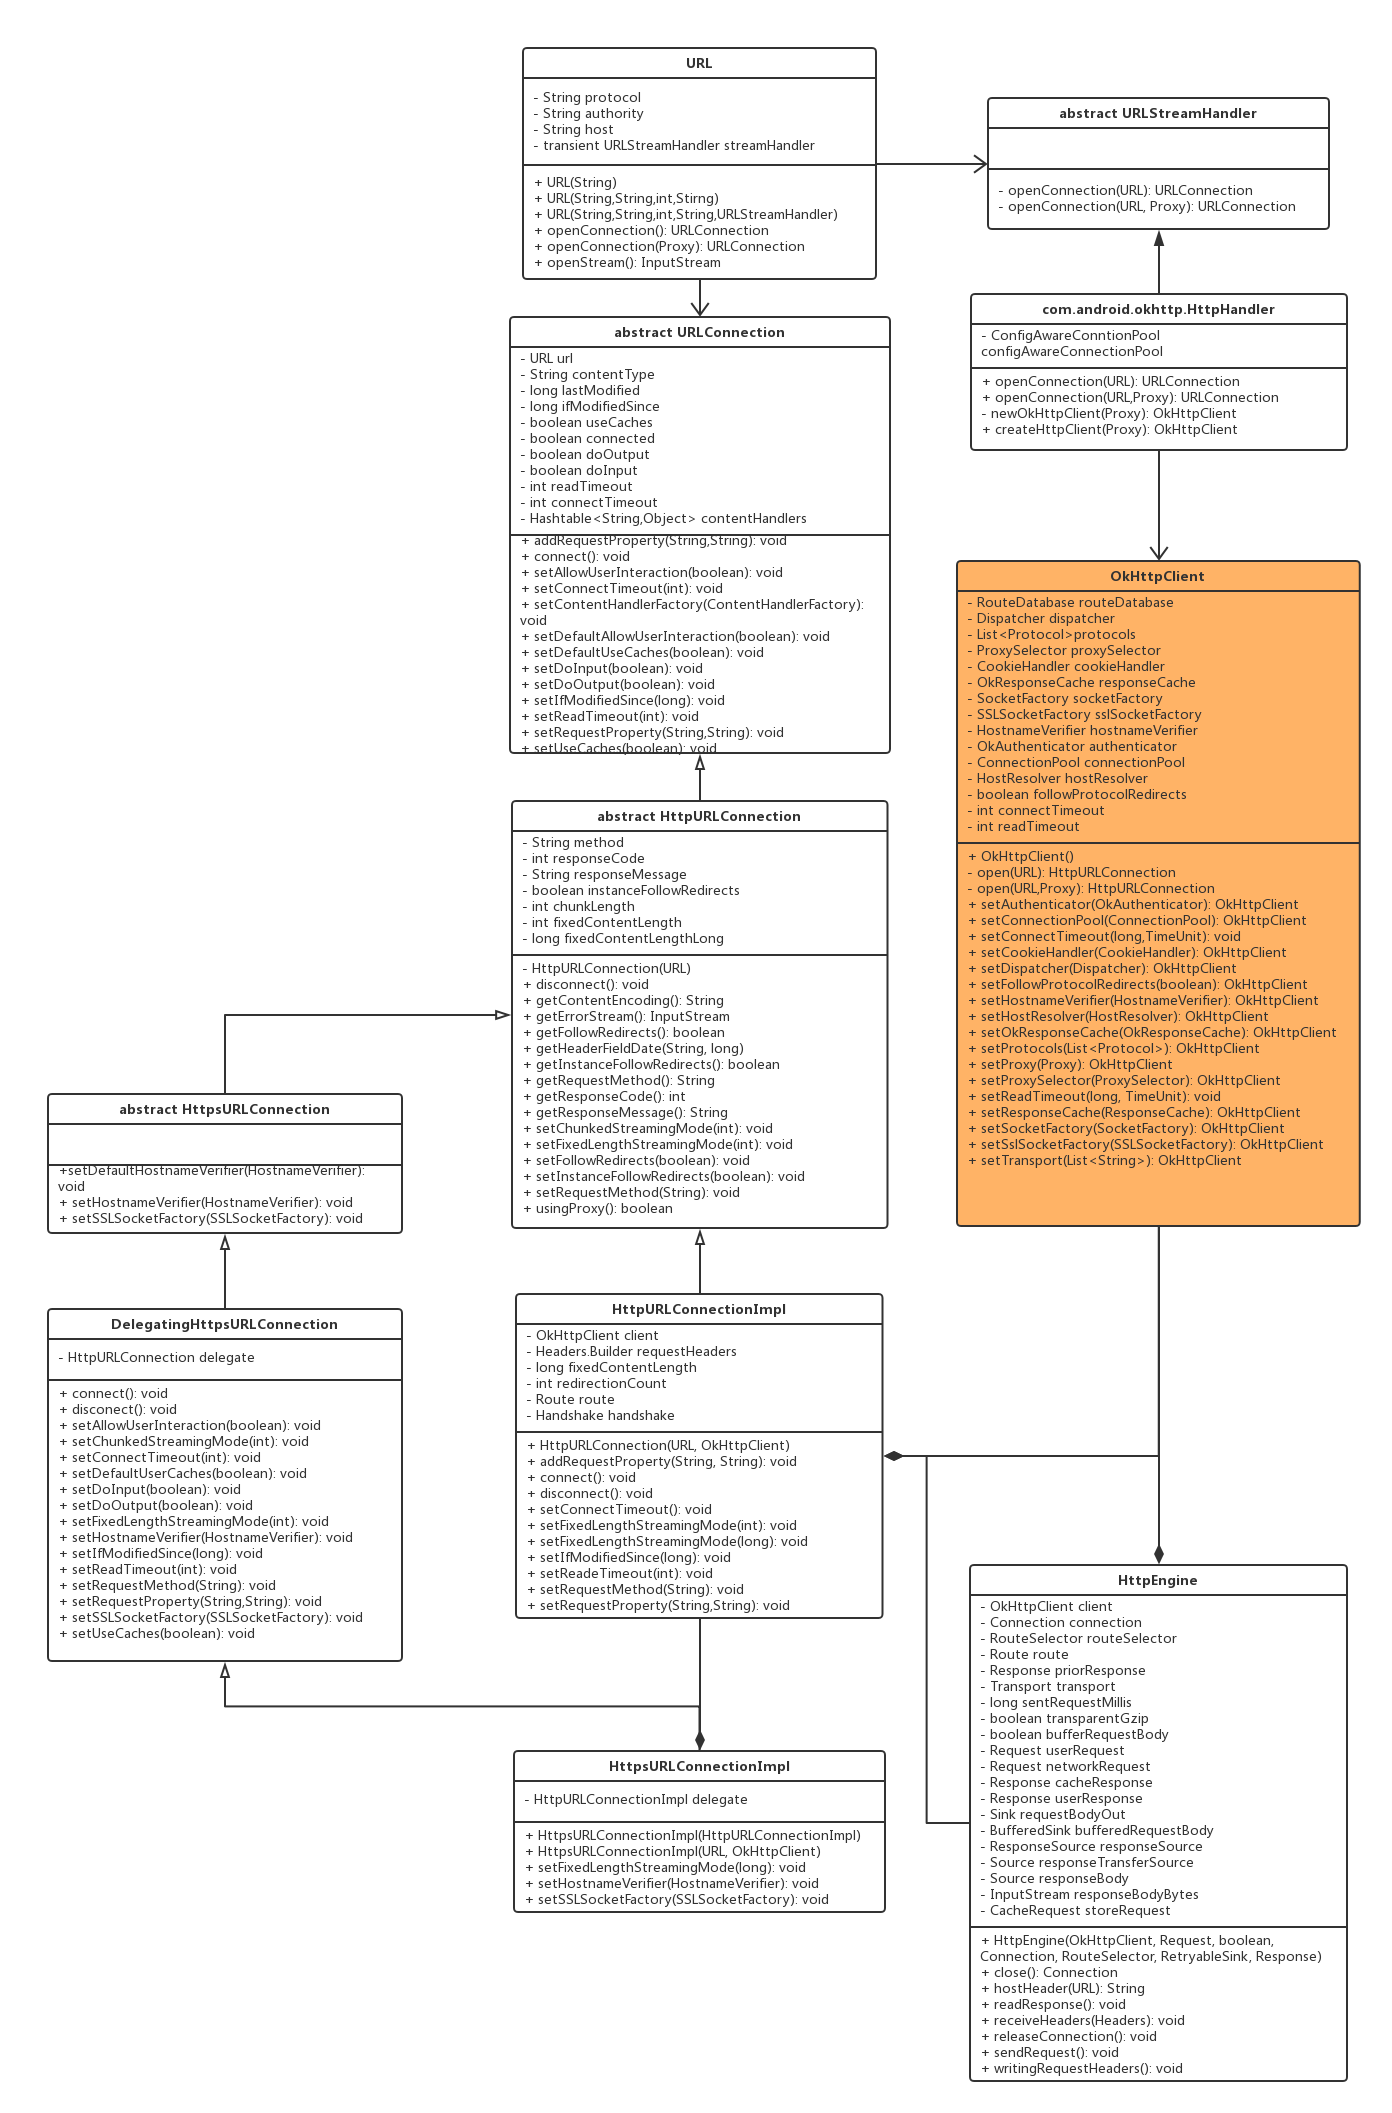 URL
- String protocol
- String authority
- String host
- transient URLStreamHandler streamHandler
+ URL(String)
+ URL(String,String,int,Stirng)
+ URL(String,String,int,String,URLStreamHandler)
+ openConnection(): URLConnection
+ openConnection(Proxy): URLConnection
+ openStream(): InputStream
abstract URLStreamHandler
- openConnection(URL): URLConnection
- openConnection(URL, Proxy): URLConnection
com.android.okhttp.HttpHandler
- ConfigAwareConntionPool
configAwareConnectionPool
+ openConnection(URL): URLConnection
+ openConnection(URL,Proxy): URLConnection
- newOkHttpClient(Proxy): OkHttpClient
+ createHttpClient(Proxy): OkHttpClient
abstract URLConnection
- URL url
- String contentType
- long lastModified
- long ifModifiedSince
- boolean useCaches
- boolean connected
- boolean doOutput
- boolean doInput
- int readTimeout
- int connectTimeout
- Hashtable<String,Object> contentHandlers
+ addRequestProperty(String,String): void
+ connect(): void
+ setAllowUserInteraction(boolean): void
+ setConnectTimeout(int): void
+ setContentHandlerFactory(ContentHandlerFactory):
void
+ setDefaultAllowUserInteraction(boolean): void
+ setDefaultUseCaches(boolean): void
+ setDoInput(boolean): void
+ setDoOutput(boolean): void
+ setIfModifiedSince(long): void
+ setReadTimeout(int): void
+ setRequestProperty(String,String): void
+ setUseCaches(boolean): void
OkHttpClient
- RouteDatabase routeDatabase
- Dispatcher dispatcher
- List<Protocol>protocols
- ProxySelector proxySelector
- CookieHandler cookieHandler
- OkResponseCache responseCache
- SocketFactory socketFactory
- SSLSocketFactory sslSocketFactory
- HostnameVerifier hostnameVerifier
- OkAuthenticator authenticator
- ConnectionPool connectionPool
- HostResolver hostResolver
- boolean followProtocolRedirects
- int connectTimeout
- int readTimeout
+ OkHttpClient()
- open(URL): HttpURLConnection
- open(URL,Proxy): HttpURLConnection
+ setAuthenticator(OkAuthenticator): OkHttpClient
+ setConnectionPool(ConnectionPool): OkHttpClient
+ setConnectTimeout(long,TimeUnit): void
+ setCookieHandler(CookieHandler): OkHttpClient
+ setDispatcher(Dispatcher): OkHttpClient
+ setFollowProtocolRedirects(boolean): OkHttpClient
+ setHostnameVerifier(HostnameVerifier): OkHttpClient
+ setHostResolver(HostResolver): OkHttpClient
+ setOkResponseCache(OkResponseCache): OkHttpClient
+ setProtocols(List<Protocol>): OkHttpClient
+ setProxy(Proxy): OkHttpClient
+ setProxySelector(ProxySelector): OkHttpClient
+ setReadTimeout(long, TimeUnit): void
+ setResponseCache(ResponseCache): OkHttpClient
+ setSocketFactory(SocketFactory): OkHttpClient
+ setSslSocketFactory(SSLSocketFactory): OkHttpClient
+ setTransport(List<String>): OkHttpClient
abstract HttpURLConnection
- String method
- int responseCode
- String responseMessage
- boolean instanceFollowRedirects
- int chunkLength
- int fixedContentLength
- long fixedContentLengthLong
- HttpURLConnection(URL)
+ disconnect(): void
+ getContentEncoding(): String
+ getErrorStream(): InputStream
+ getFollowRedirects(): boolean
+ getHeaderFieldDate(String, long)
+ getInstanceFollowRedirects(): boolean
+ getRequestMethod(): String
+ getResponseCode(): int
+ getResponseMessage(): String
+ setChunkedStreamingMode(int): void
+ setFixedLengthStreamingMode(int): void
+ setFollowRedirects(boolean): void
+ setInstanceFollowRedirects(boolean): void
+ setRequestMethod(String): void
+ usingProxy(): boolean
abstract HttpsURLConnection
+setDefaultHostnameVerifier(HostnameVerifier):
void
+ setHostnameVerifier(HostnameVerifier): void
+ setSSLSocketFactory(SSLSocketFactory): void
DelegatingHttpsURLConnection
- HttpURLConnection delegate
+ connect(): void
+ disconect(): void
+ setAllowUserInteraction(boolean): void
+ setChunkedStreamingMode(int): void
+ setConnectTimeout(int): void
+ setDefaultUserCaches(boolean): void
+ setDoInput(boolean): void
+ setDoOutput(boolean): void
+ setFixedLengthStreamingMode(int): void
+ setHostnameVerifier(HostnameVerifier): void
+ setIfModifiedSince(long): void
+ setReadTimeout(int): void
+ setRequestMethod(String): void
+ setRequestProperty(String,String): void
+ setSSLSocketFactory(SSLSocketFactory): void
+ setUseCaches(boolean): void
HttpURLConnectionImpl
- OkHttpClient client
- Headers.Builder requestHeaders
- long fixedContentLength
- int redirectionCount
- Route route
- Handshake handshake
+ HttpURLConnection(URL, OkHttpClient)
+ addRequestProperty(String, String): void
+ connect(): void
+ disconnect(): void
+ setConnectTimeout(): void
+ setFixedLengthStreamingMode(int): void
+ setFixedLengthStreamingMode(long): void
+ setIfModifiedSince(long): void
+ setReadeTimeout(int): void
+ setRequestMethod(String): void
+ setRequestProperty(String,String): void
HttpsURLConnectionImpl
- HttpURLConnectionImpl delegate
+ HttpsURLConnectionImpl(HttpURLConnectionImpl)
+ HttpsURLConnectionImpl(URL, OkHttpClient)
+ setFixedLengthStreamingMode(long): void
+ setHostnameVerifier(HostnameVerifier): void
+ setSSLSocketFactory(SSLSocketFactory): void
HttpEngine
- OkHttpClient client
- Connection connection
- RouteSelector routeSelector
- Route route
- Response priorResponse
- Transport transport
- long sentRequestMillis
- boolean transparentGzip
- boolean bufferRequestBody
- Request userRequest
- Request networkRequest
- Response cacheResponse
- Response userResponse
- Sink requestBodyOut
- BufferedSink bufferedRequestBody
- ResponseSource responseSource
- Source responseTransferSource
- Source responseBody
- InputStream responseBodyBytes
- CacheRequest storeRequest
+ HttpEngine(OkHttpClient, Request, boolean,
Connection, RouteSelector, RetryableSink, Response)
+ close(): Connection
+ hostHeader(URL): String
+ readResponse(): void
+ receiveHeaders(Headers): void
+ releaseConnection(): void
+ sendRequest(): void
+ writingRequestHeaders(): void